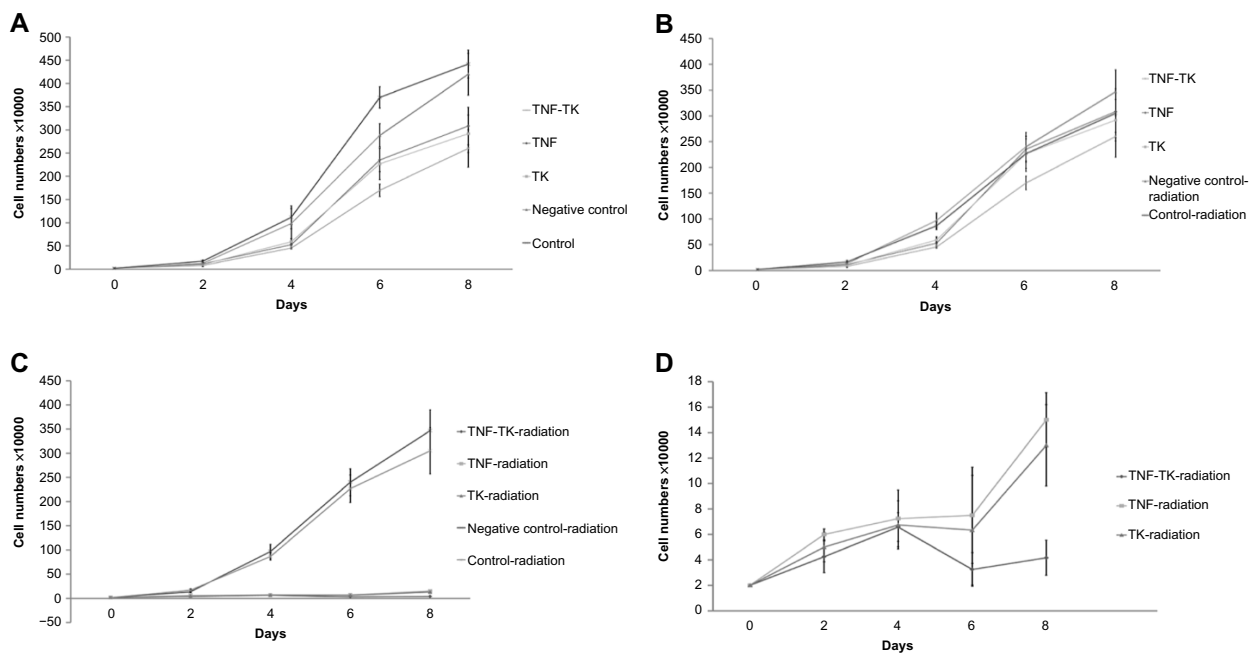 A
Cell numbers ×10000
500
450
400
350
300
250
200
150
100
50
0
0 2 4 6 8
Days
TNF-TK
TNF
TK
Negative control
Control
B
Cell numbers ×10000
450
400
350
300
250
200
150
100
50
0
0 2 4 6 8
Days
TNF-TK
TNF
TK
Negative control-
radiation
Control-radiation
C
Cell numbers ×10000
450
400
350
300
250
200
150
100
50
0
−50
0 2 4 6 8
Days
TNF-TK-radiation
TNF-radiation
TK-radiation
Negative control-radiation
Control-radiation
D
Cell numbers ×10000
18
16
14
12
10
8
6
4
2
0
0 2 4 6 8
Days
TNF-TK-radiation
TNF-radiation
TK-radiation